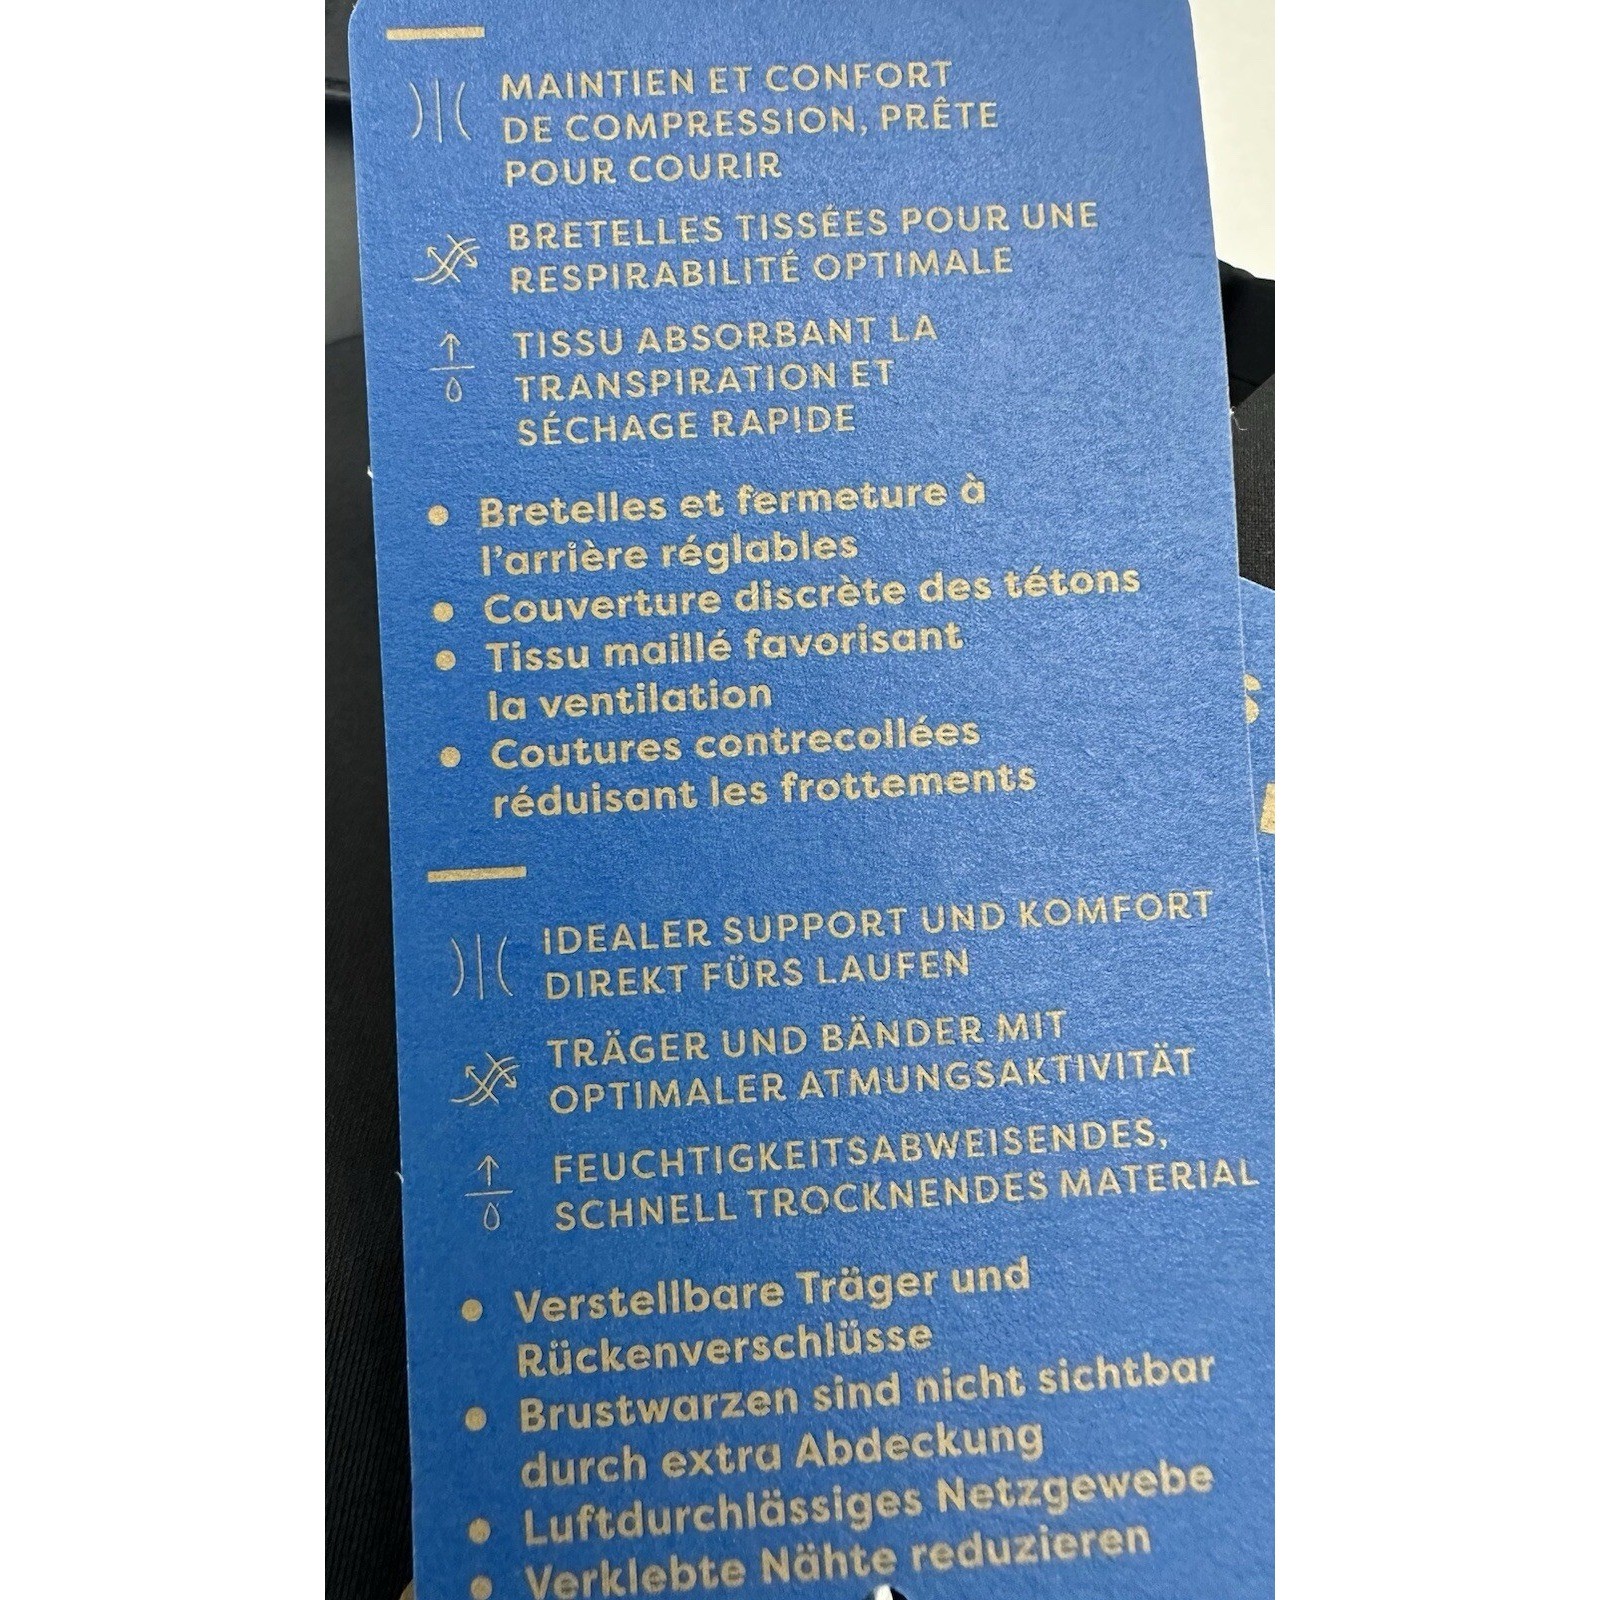 MAINTIEN ET CONFORT
DE COMPRESSION, PRÊTE
POUR COURIR
BRETELLES TISSÉES POUR UNE
RESPIRABILITÉ OPTIMALE
TISSU ABSORBANT LA
TRANSPIRATION ET
SÉCHAGE RAPIDE
• Bretelles et fermeture à
l'arrière réglables
• Couverture discrète des tétons
• Tissu maillé favorisant
la ventilation
• Coutures contrecollées
réduisant les frottements
IDEALER SUPPORT UND KOMFORT
DIREKT FÜRS LAUFEN
TRÄGER UND BÄNDER MIT
OPTIMALER ATMUNGSAKTIVITÄT
FEUCHTIGKEITSABWEISENDES,
SCHNELL TROCKNENDES MATERIAL
• Verstellbare Träger und
Rückenverschlüsse
• Brustwarzen sind nicht sichtbar
durch extra Abdeckung
• Luftdurchlässiges Netzgewebe
• Verklebte Nähte reduzieren